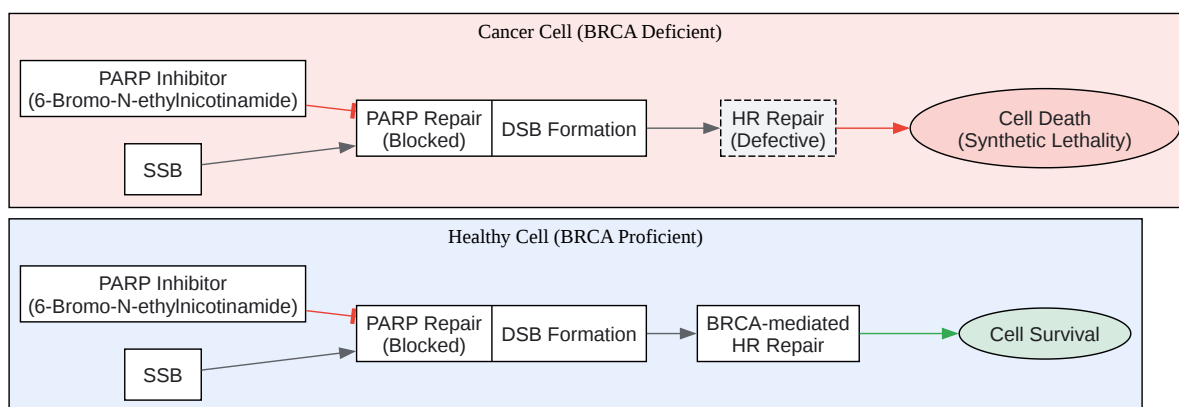 Cancer Cell (BRCA Deficient)
PARP Inhibitor
(6-Bromo-N-ethylnicotinamide)
SSB
PARP Repair
(Blocked)
DSB Formation
HR Repair
(Defective)
Cell Death
(Synthetic Lethality)
Healthy Cell (BRCA Proficient)
PARP Inhibitor
(6-Bromo-N-ethylnicotinamide)
SSB
PARP Repair
(Blocked)
DSB Formation
BRCA-mediated
HR Repair
Cell Survival